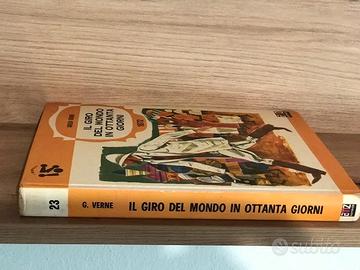 IL GIRO
DEL MONDO
IN OTTANTA
GIORNI
23
G. VERNE
IL GIRO DEL MONDO IN OTTANTA GIORNI
subito